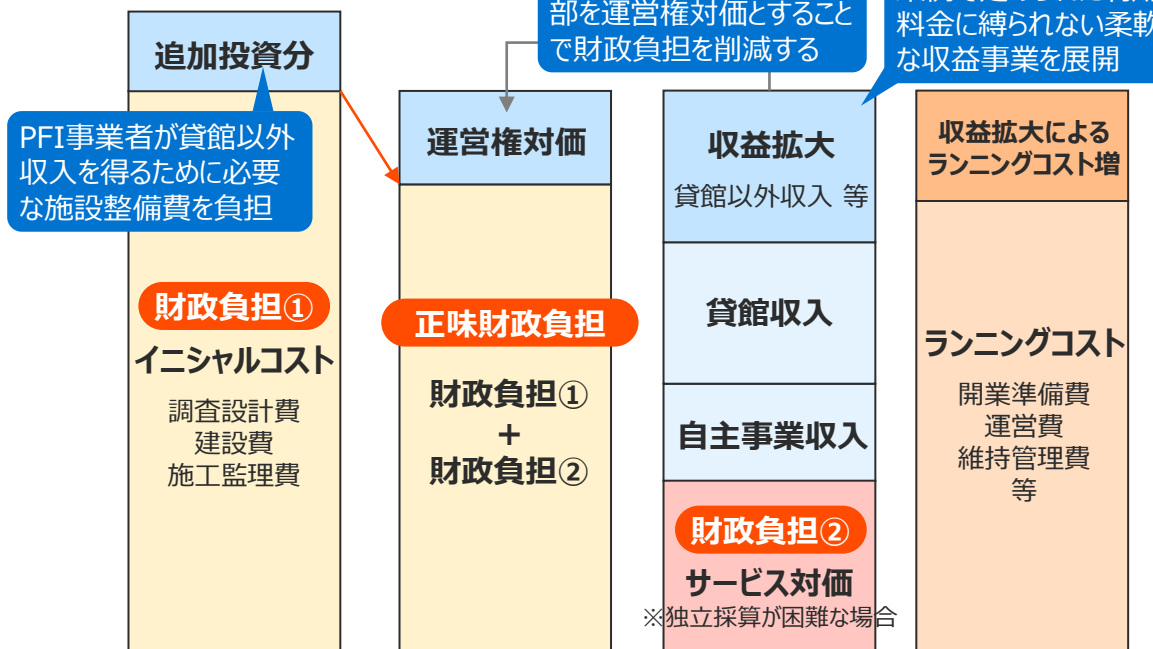 追加投資分
PFI事業者が貸館以外
収入を得るために必要
な施設整備費を負担
財政負担①
イニシャルコスト
調査設計費
建設費
施工監理費
部を運営権対価とすること
で財政負担を削減する
運営権対価
正味財政負担
財政負担①
+
財政負担②
料金に縛られない柔軟
な収益事業を展開
収益拡大
貸館以外収入 等
貸館収入
自主事業収入
財政負担②
サービス対価
※独立採算が困難な場合
収益拡大による
ランニングコスト増
ランニングコスト
開業準備費
運営費
維持管理費
等